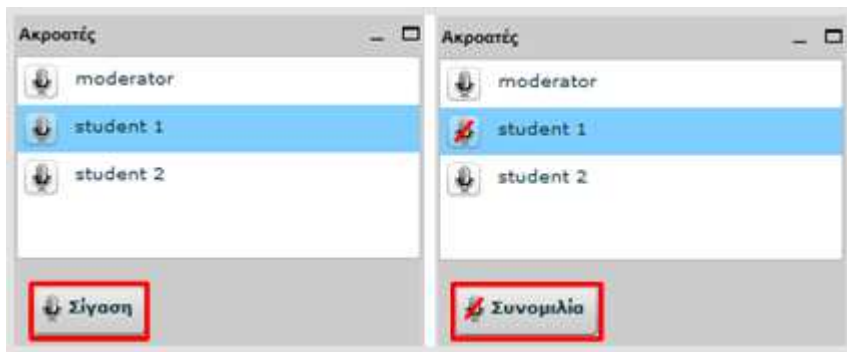 Ακροατές
moderator
student 1
student 2
Σίγαση
Ακροατές
moderator
student 1
student 2
Συνομιλία